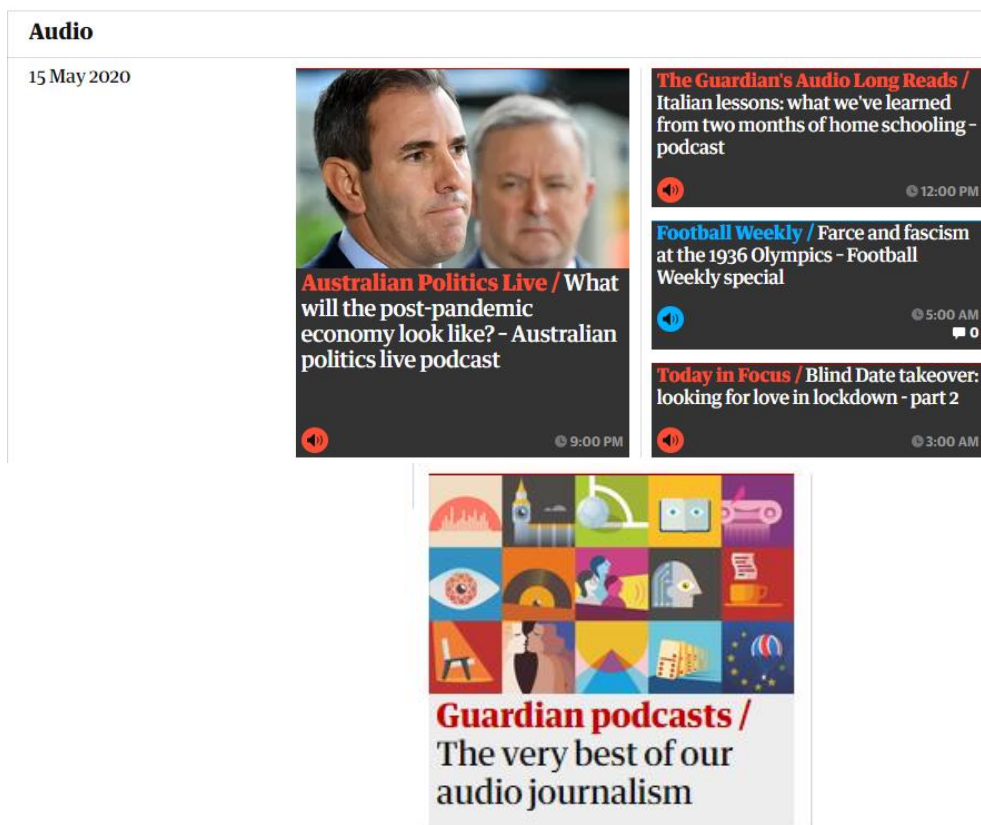 Audio
15 May 2020
Australian Politics Live / What
will the post-pandemic
economy look like? – Australian
politics live podcast
9:00 PM
The Guardian's Audio Long Reads /
Italian lessons: what we've learned
from two months of home schooling –
podcast
12:00 PM
Football Weekly / Farce and fascism
at the 1936 Olympics – Football
Weekly special
5:00 AM
0
Today in Focus / Blind Date takeover:
looking for love in lockdown - part 2
3:00 AM
Guardian podcasts /
The very best of our
audio journalism